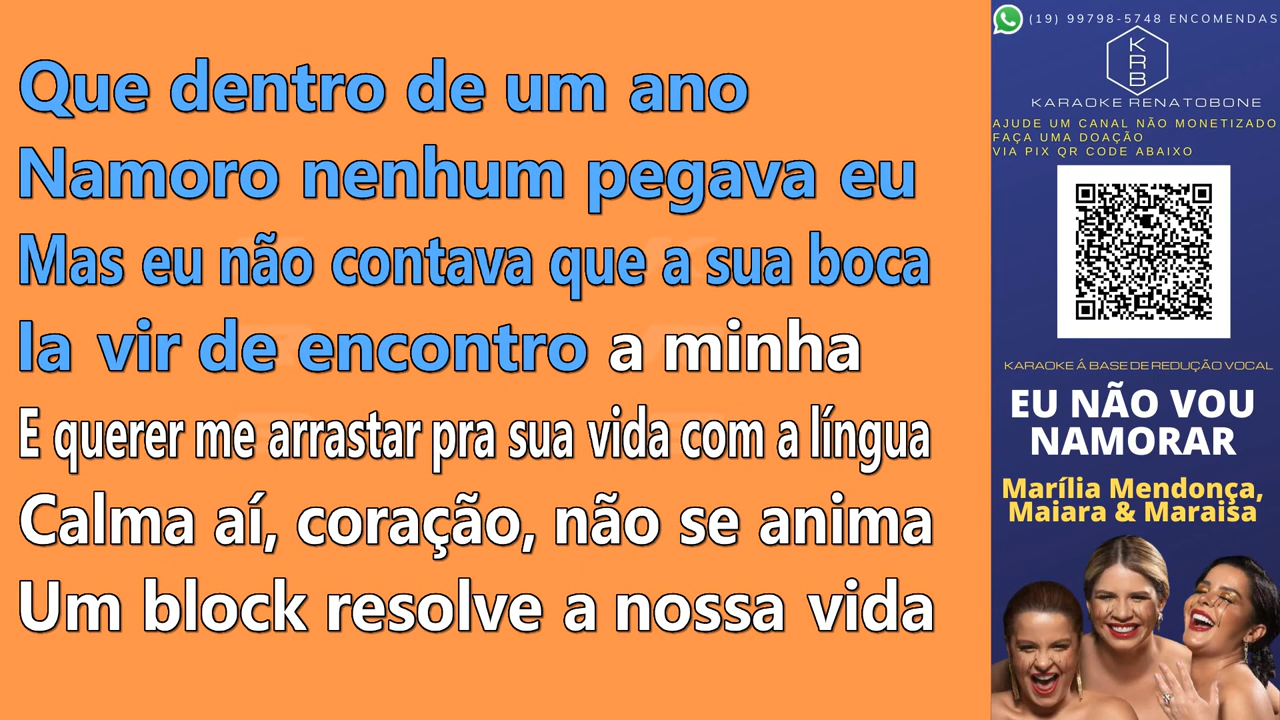 Que dentro de um ano
Namoro nenhum pegava eu
Mas eu não contava que a sua boca
Ia vir de encontro a minha
E querer me arrastar pra sua vida com a língua
Calma aí, coração, não se anima
Um block resolve a nossa vida
(19) 99798-5748 ENCOMENDAS
K
R
B
KARAOKE RENATOBONE
AJUDE UM CANAL NÃO MONETIZADO
FAÇA UMA DOAÇÃO
VIA PIX QR CODE ABAIXO
KARAOKE Á BASE DE REDUÇÃO VOCAL
EU NÃO VOU
NAMORAR
Marília Mendonça,
Maiara & Maraisa